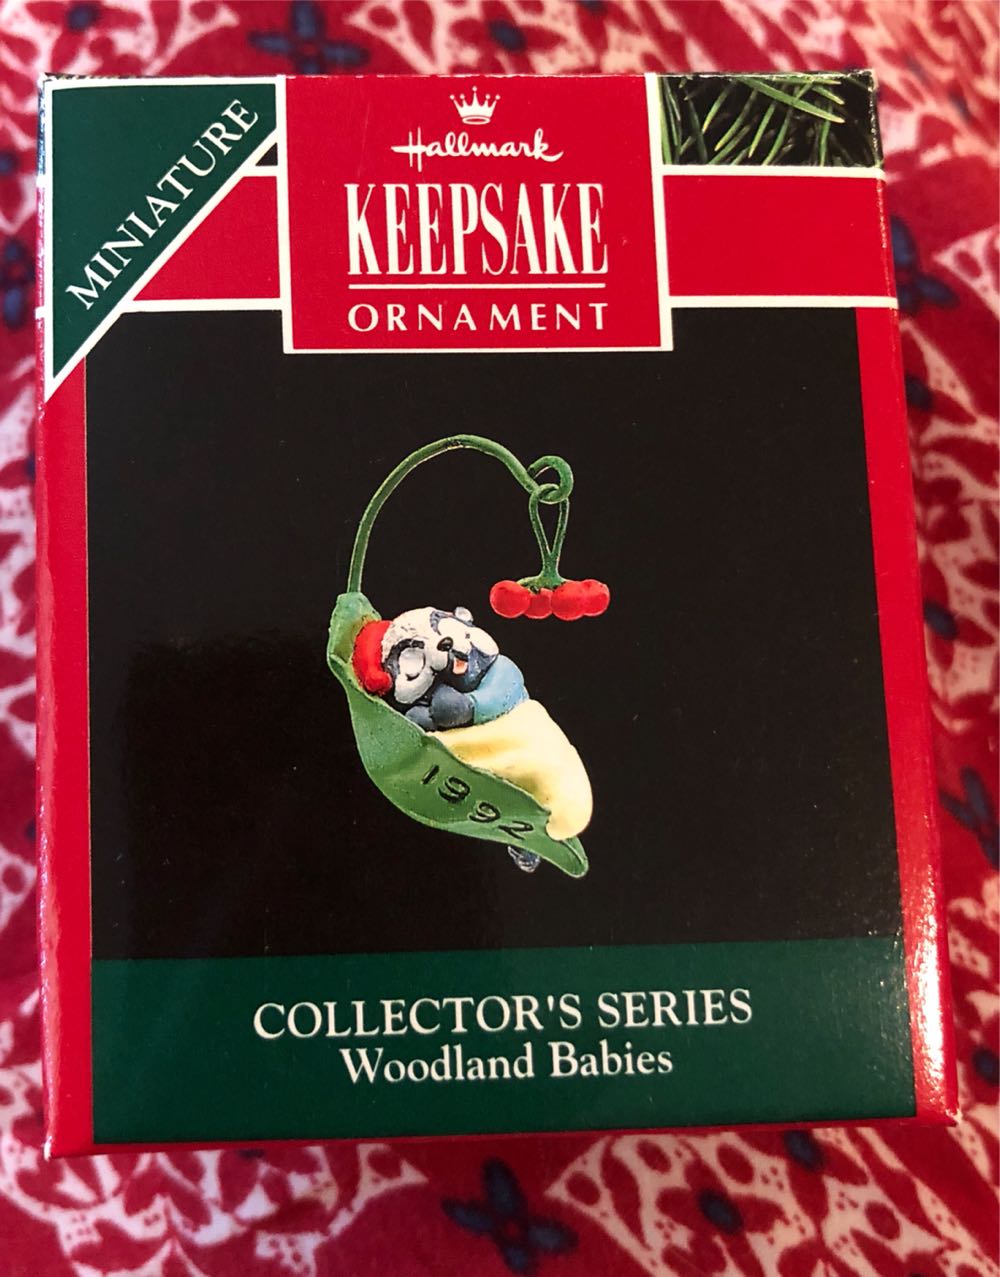 MINIATURE
Hallmark
KEEPSAKE
ORNAMENT
1992
COLLECTOR'S SERIES
Woodland Babies